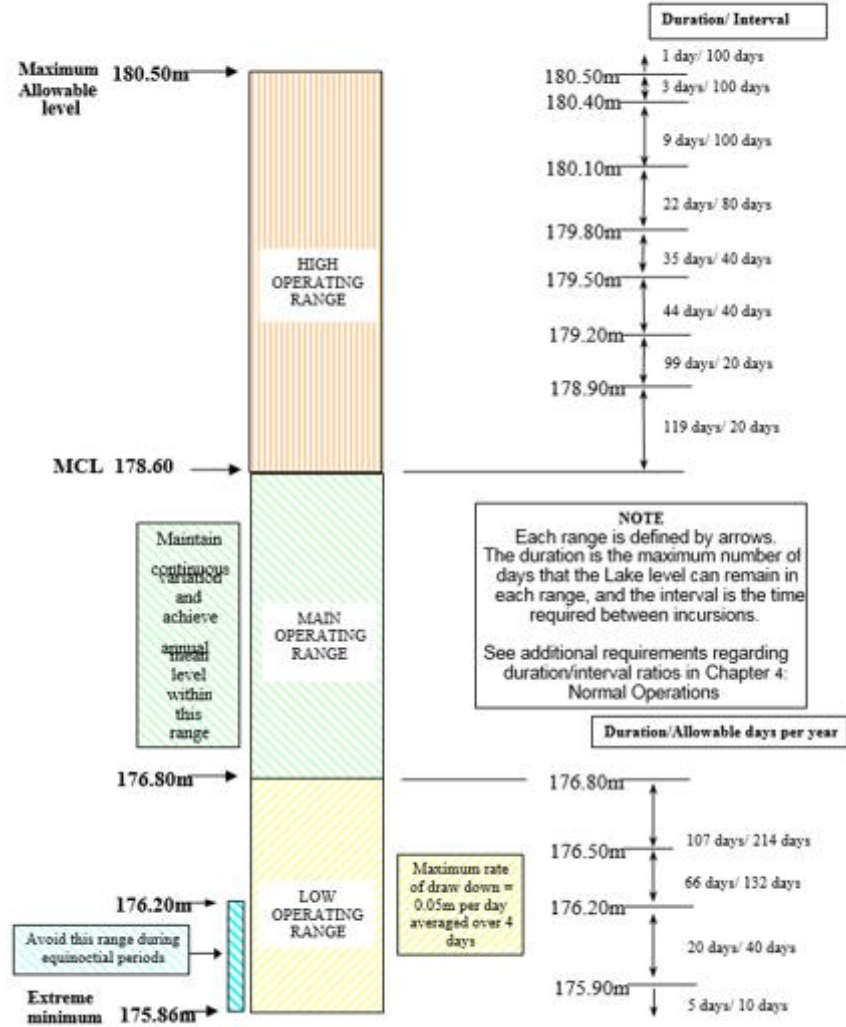 Duration/ Interval
Maximum 180.50m
Allowable
level
1 day/ 100 days
180.50m
3 days/ 100 days
180.40m
9 days/ 100 days
180.10m
22 days/ 80 days
179.80m
35 days/ 40 days
179.50m
44 days/ 40 days
179.20m
99 days/ 20 days
178.90m
119 days/ 20 days
HIGH
OPERATING
RANGE
MCL 178.60
NOTE
Each range is defined by arrows.
The duration is the maximum number of
days that the Lake level can remain in
each range, and the interval is the time
required between incursions.
See additional requirements regarding
duration/interval ratios in Chapter 4:
Normal Operations
Maintain
continuous
variation
and
achieve
annual
mean
level
within
this
range
MAIN
OPERATING
RANGE
Duration/Allowable days per year
176.80m
176.80m
107 days/ 214 days
176.50m
66 days/ 132 days
176.20m
20 days/ 40 days
175.90m
5 days/ 10 days
Maximum rate
of draw down =
0.05m per day
averaged over 4
days
LOW
OPERATING
RANGE
176.20m
Avoid this range during
equinoctial periods
Extreme
minimum 175.86m